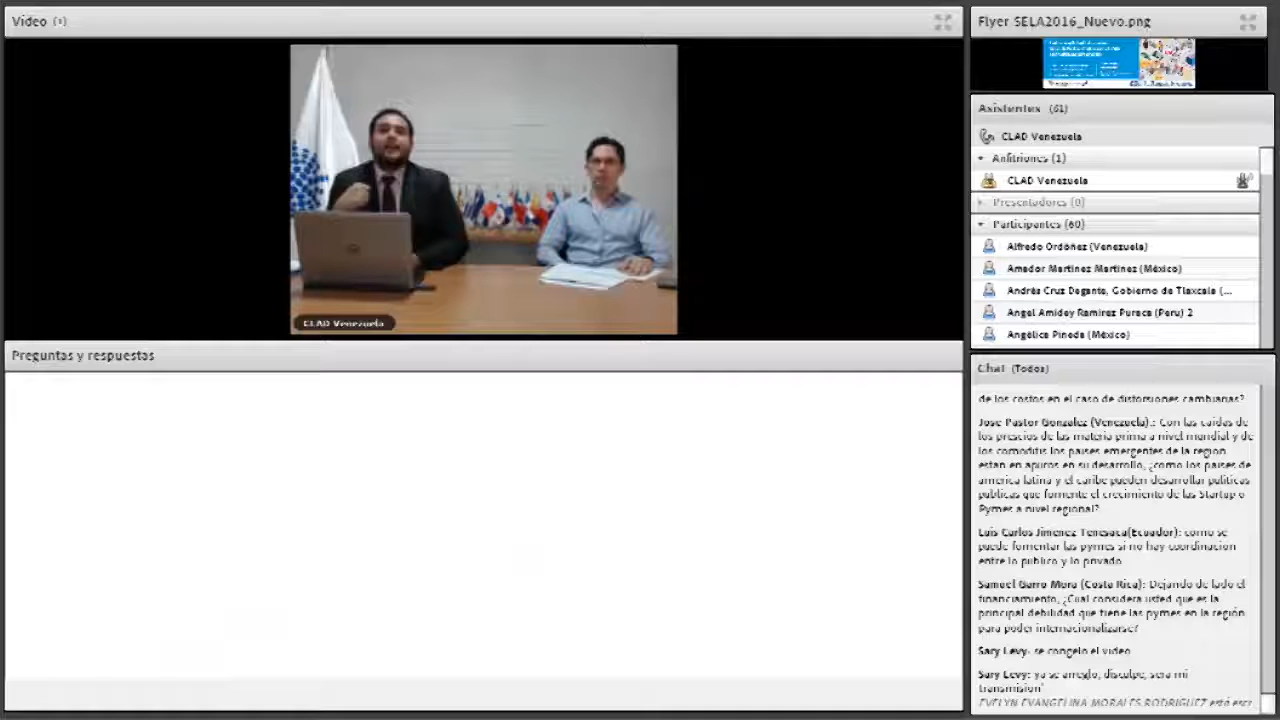 Video (1)
CLAD Venezuela
Preguntas y respuestas
Flyer SELA2016_Nuevo.png
Asistentes (61)
CLAD Venezuela
Anfitriones (1)
CLAD Venezuela
Presentadores (0)
Participantes (60)
Alfredo Ordóñez (Venezuela)
Amador Martínez Martínez (México)
Andrés Cruz Degante, Gobierno de Tlaxcala (...
Angel Amidey Ramirez Puraca (Peru) 2
Angélica Pineda (México)
Chat (Todos)
de los costos en el caso de distorsiones cambiarias?
Jose Pastor Gonzalez (Venezuela).: Con las caidas de
los prescios de las materia prima a nivel mundial y de
los comoditis los paises emergentes de la region
estan en apuros en su desarrollo, ¿como los paises de
america latina y el caribe pueden desarrollar politicas
publicas que fomente el crecimiento de las Startup o
Pymes a nivel regional?
Luis Carlos Jimenez Tenesaca(Ecuador): como se
puede fomentar las pymes si no hay coordinacion
entre lo publico y lo privado
Samuel Garro Mora (Costa Rica): Dejando de lado el
financiamiento, ¿Cual considera usted que es la
principal debilidad que tiene las pymes en la región
para poder internacionalizarse?
Sary Levy: se congelo el video
Sary Levy: ya se arreglo, disculpe, sera mi
transmision
EVELYN EVANGELINA MORALES RODRIGUEZ está escr